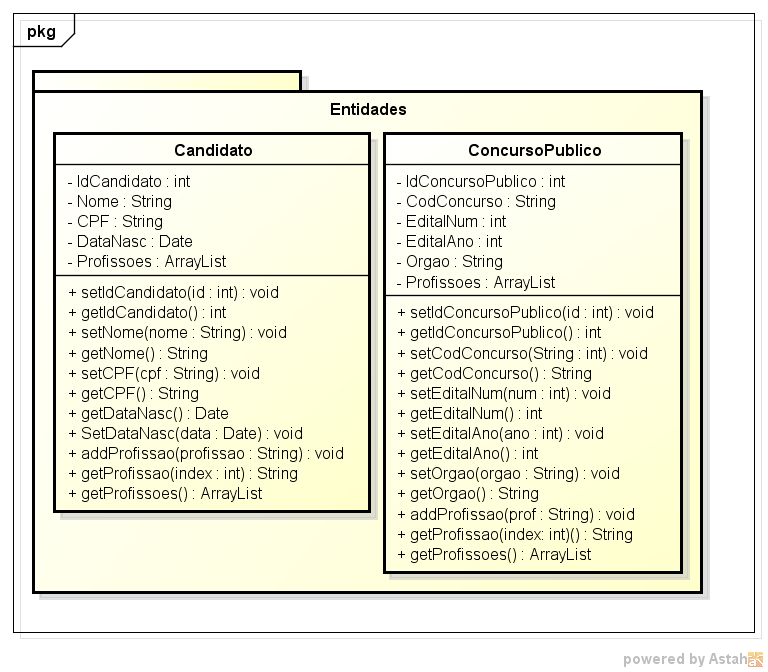 pkg
Entidades
Candidato
- IdCandidato : int
- Nome : String
- CPF : String
- DataNasc : Date
- Profissoes : ArrayList
+ setIdCandidato(id : int) : void
+ getIdCandidato() : int
+ setNome(nome : String) : void
+ getNome() : String
+ setCPF(cpf : String) : void
+ getCPF() : String
+ getDataNasc() : Date
+ SetDataNasc(data : Date) : void
+ addProfissao(profissao : String) : void
+ getProfissao(index : int) : String
+ getProfissoes() : ArrayList
ConcursoPublico
- IdConcursoPublico : int
- CodConcurso : String
- EditalNum : int
- EditalAno : int
- Orgao : String
- Profissoes : ArrayList
+ setIdConcursoPublico(id : int) : void
+ getIdConcursoPublico() : int
+ setCodConcurso(String : int) : void
+ getCodConcurso() : String
+ setEditalNum(num : int) : void
+ getEditalNum() : int
+ setEditalAno(ano : int) : void
+ getEditalAno() : int
+ setOrgao(orgao : String) : void
+ getOrgao() : String
+ addProfissao(prof : String) : void
+ getProfissao(index: int)() : String
+ getProfissoes() : ArrayList
powered by Astah